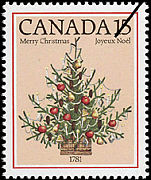 CANADA 15
Merry Christmas Joyeux Noël
1781